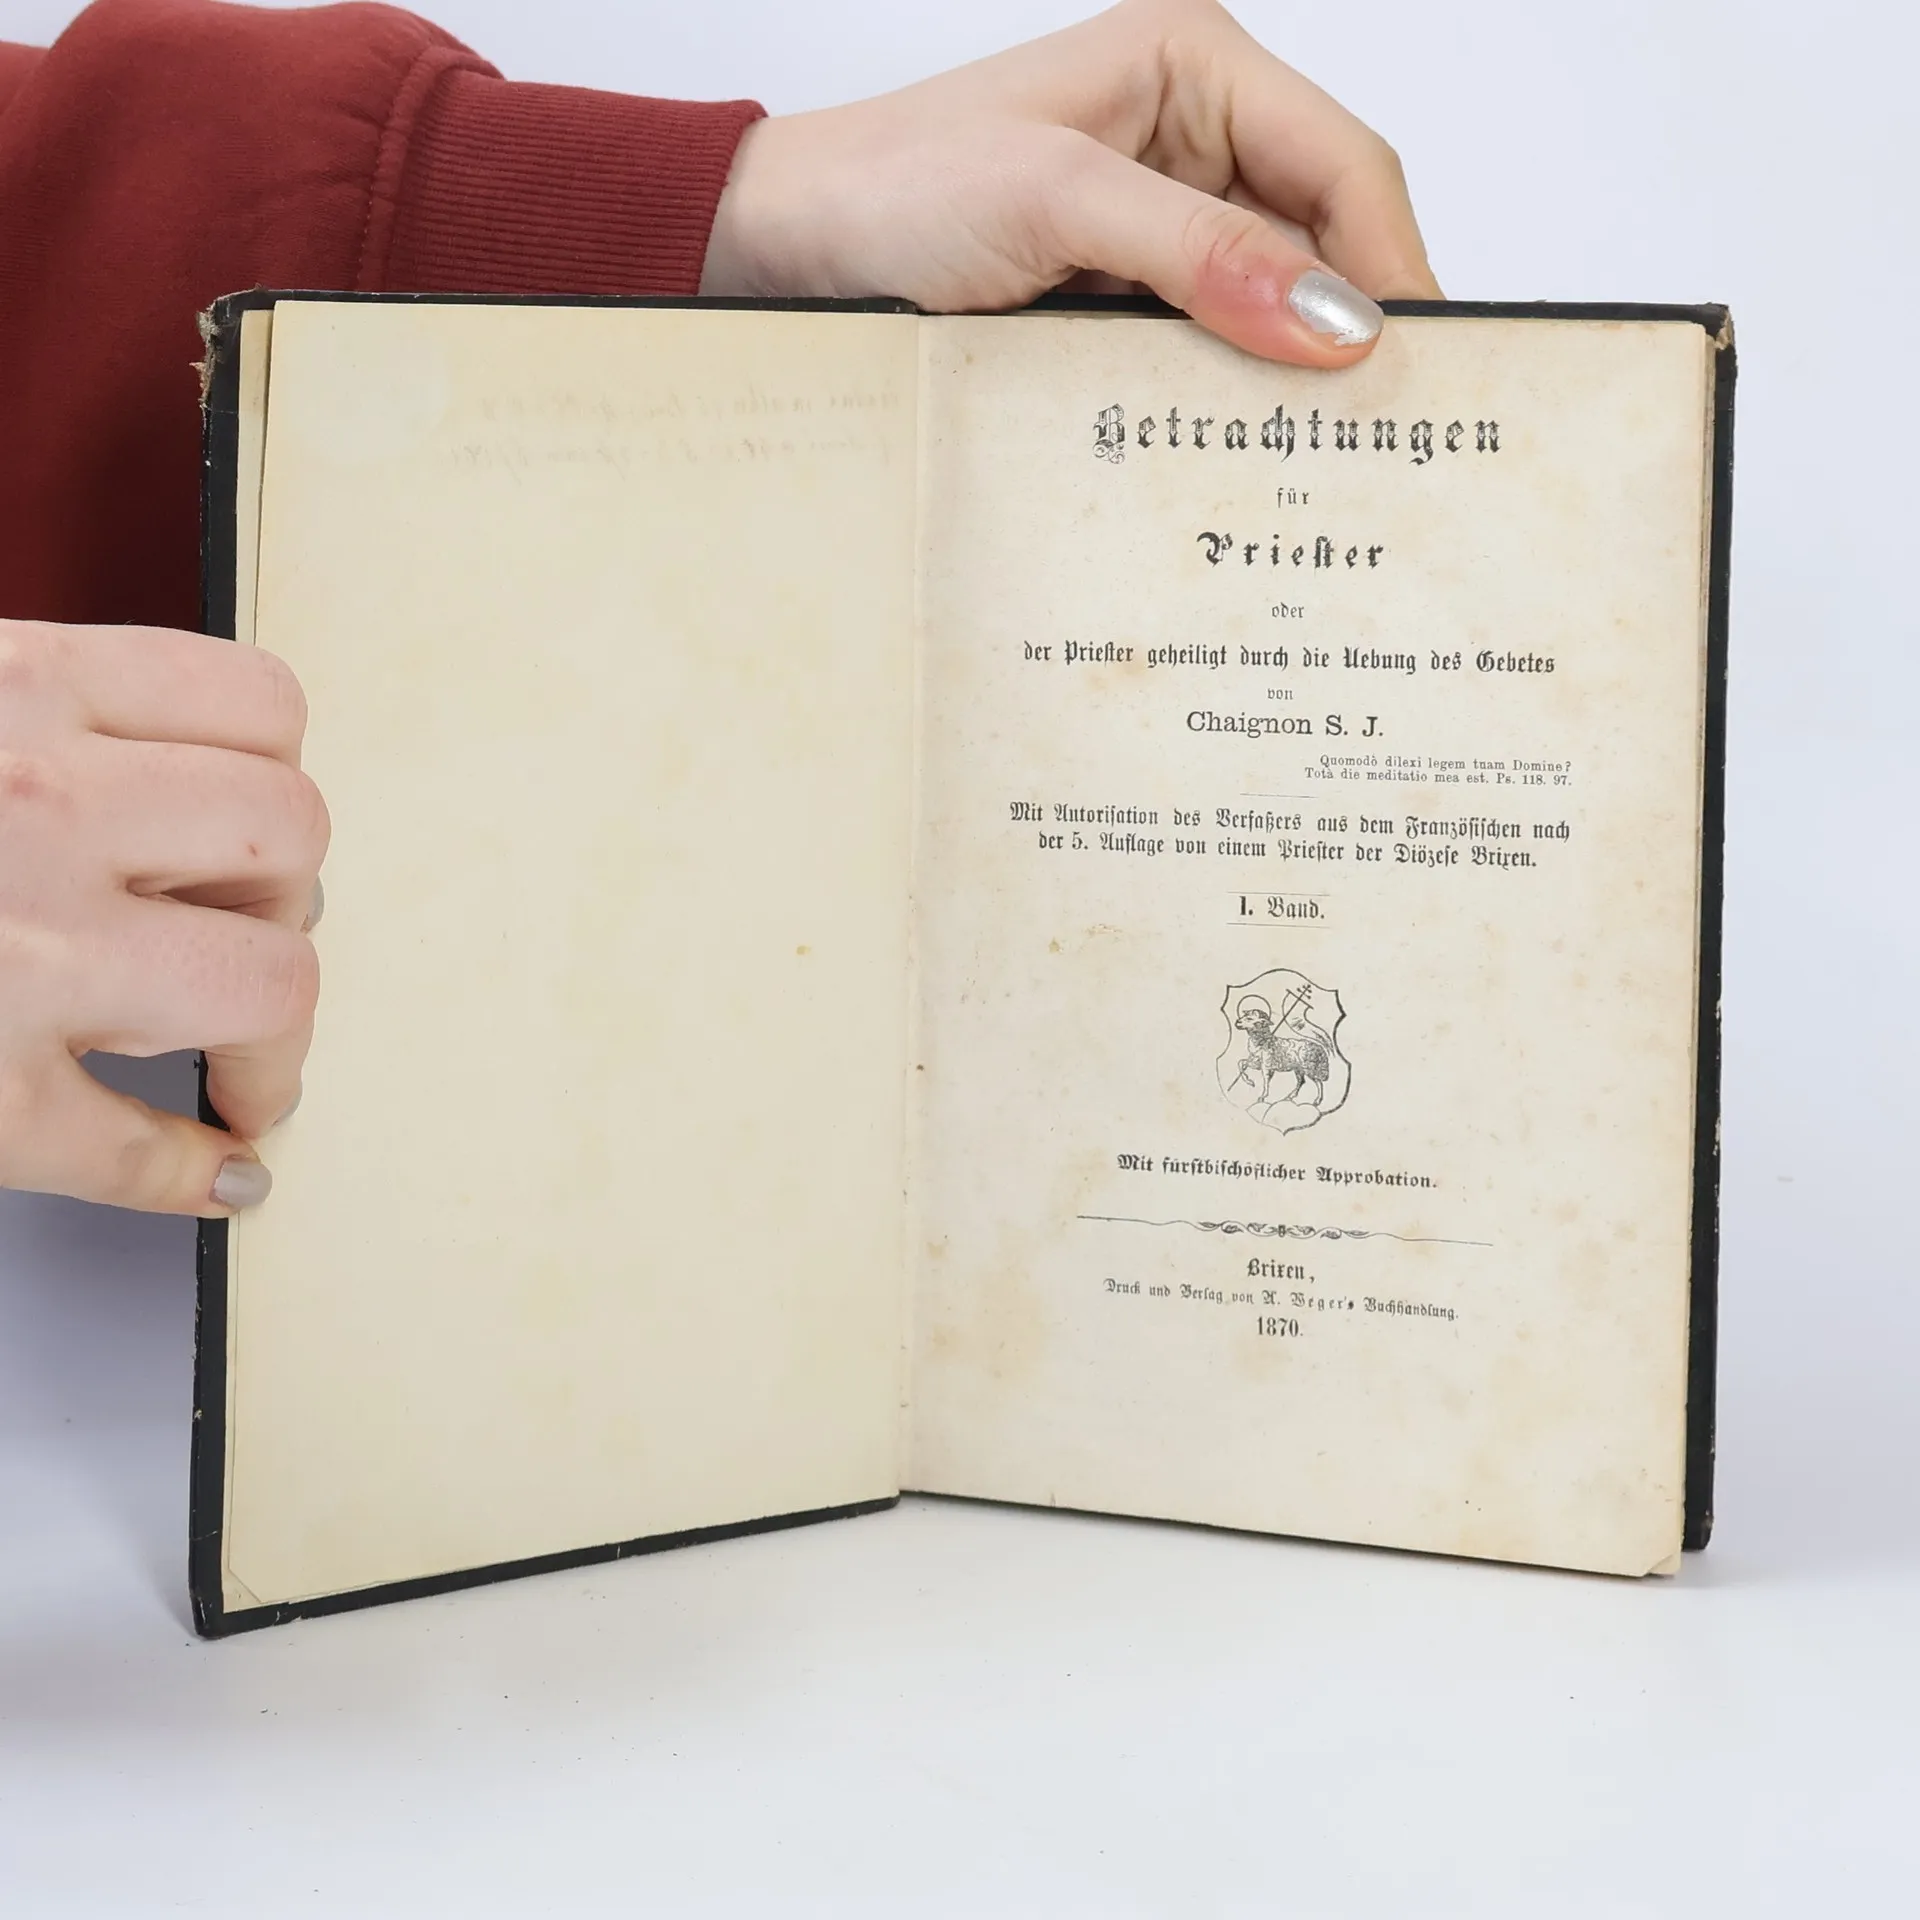 Betrachtungen
für
Priester
oder
der Priester geheiligt durch die Uebung des Gebetes
von
Chaignon S. J.
Quomodò dilexi legem tuam Domine?
Totà die meditatio mea est. Ps. 118. 97.
Mit Autorisation des Verfaßers aus dem Französischen nach
der 5. Auflage von einem Priester der Diözese Brixen.
I. Band.
Mit fürstbischöflicher Approbation.
Brixen,
Druck und Verlag von A. Weger's Buchhandlung.
1870.